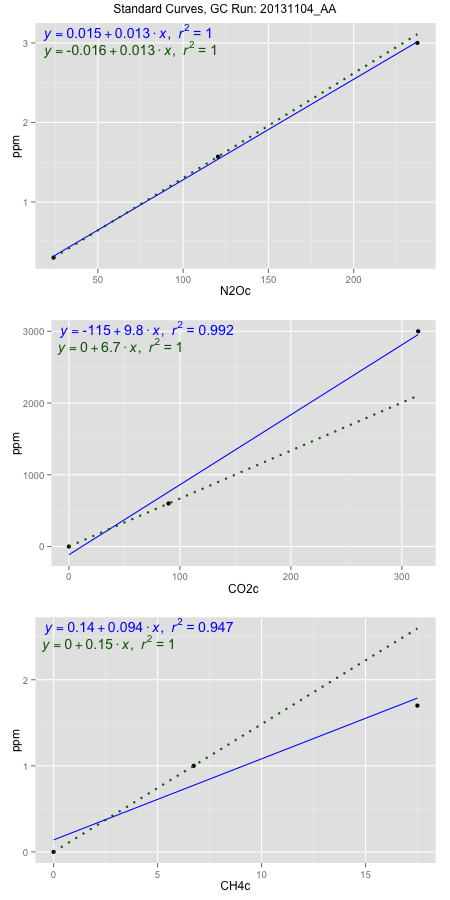 Standard Curves, GC Run: 20131104_AA
y = 0.015 + 0.013 · x, r² = 1
y = -0.016 + 0.013 · x, r² = 1
3
2
1
ppm
50 100 150 200
N2Oc
y = -115 + 9.8 · x, r² = 0.992
y = 0 + 6.7 · x, r² = 1
3000
2000
1000
0
ppm
0 100 200 300
CO2c
y = 0.14 + 0.094 · x, r² = 0.947
y = 0 + 0.15 · x, r² = 1
2
1
0
ppm
0 5 10 15
CH4c